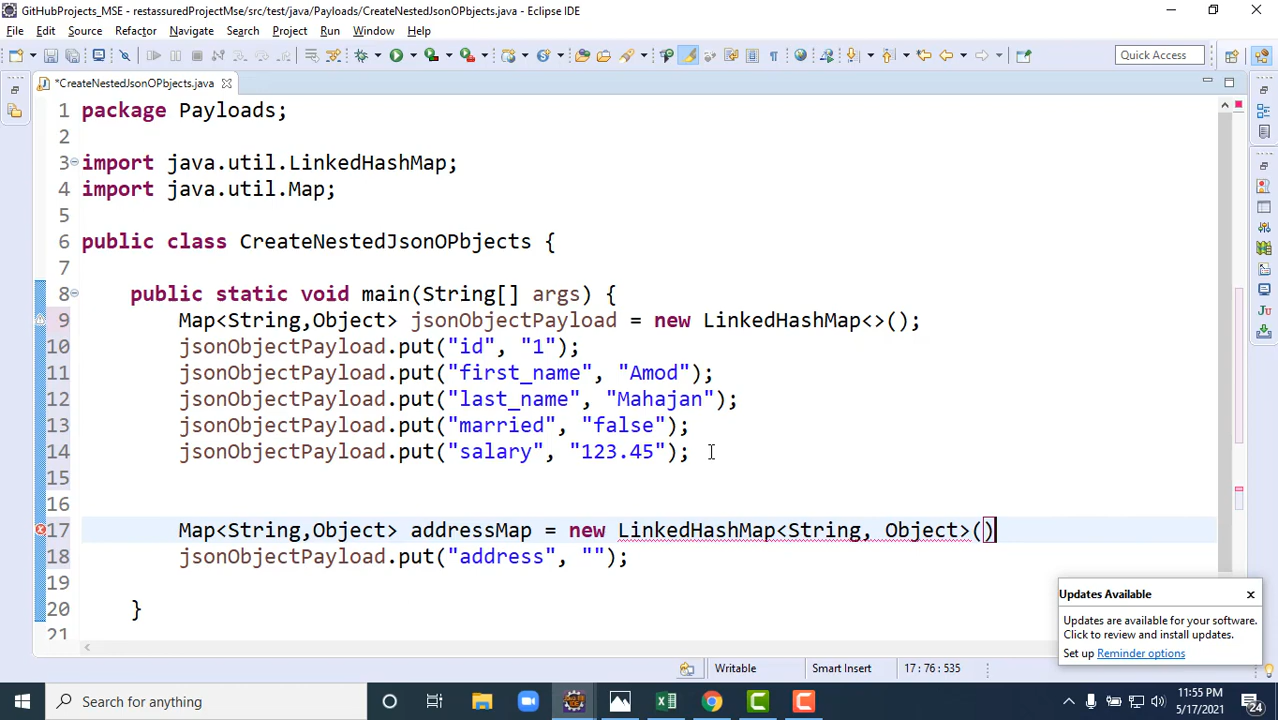 GitHubProjects_MSE - restassuredProjectMse/src/test/java/Payloads/CreateNestedJsonOPbjects.java - Eclipse IDE
File Edit Source Refactor Navigate Search Project Run Window Help
Quick Access
*CreateNestedJsonOPbjects.java
1 package Payloads;
2
3 import java.util.LinkedHashMap;
4 import java.util.Map;
5
6 public class CreateNestedJsonOPbjects {
7
8 public static void main(String[] args) {
9 Map<String,Object> jsonObjectPayload = new LinkedHashMap<>();
10 jsonObjectPayload.put("id", "1");
11 jsonObjectPayload.put("first_name", "Amod");
12 jsonObjectPayload.put("last_name", "Mahajan");
13 jsonObjectPayload.put("married", "false");
14 jsonObjectPayload.put("salary", "123.45");
15
16
17 Map<String,Object> addressMap = new LinkedHashMap<String, Object>()
18 jsonObjectPayload.put("address", "");
19
20 }
21
Updates Available
Updates are available for your software.
Click to review and install updates.
Set up Reminder options
Writable Smart Insert 17 : 76 : 535
Search for anything
11:55 PM
5/17/2021
24